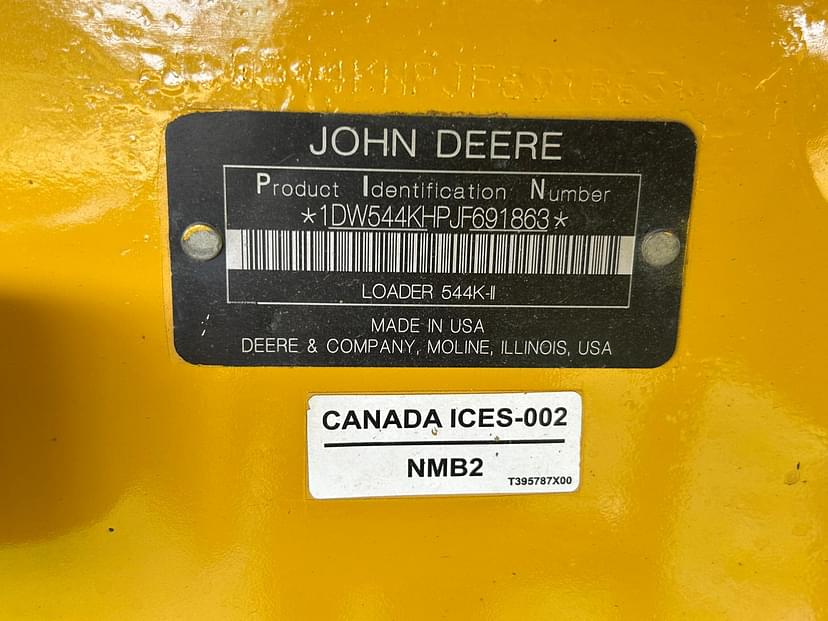 544KHPJF691863*
JOHN DEERE
Product Identification Number
*1DW544KHPJF691863*
LOADER 544K-II
MADE IN USA
DEERE & COMPANY, MOLINE, ILLINOIS, USA
CANADA ICES-002
NMB2
T395787X00